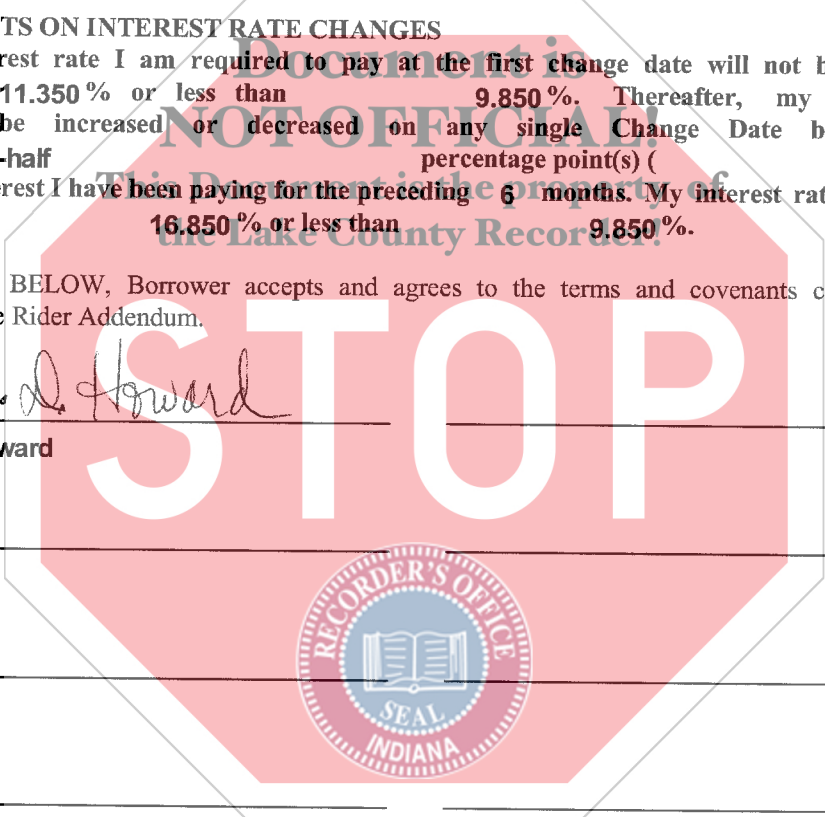 TS ON INTEREST RATE CHANGES
rest rate I am required to pay at the first change date will not b
11.350 % or less than 9.850 %. Thereafter, my
be increased or decreased on any single Change Date b
-half percentage point(s) (
erest I have been paying for the preceding 6 months. My interest rat
16.850 % or less than 9.850 %.
BELOW, Borrower accepts and agrees to the terms and covenants c
e Rider Addendum.
D. Howard
ward
Document is
NOT OFFICIAL!
This Document is the property of
the Lake County Recorder!
STOP
RECORDER'S OFFICE
SEAL
INDIANA